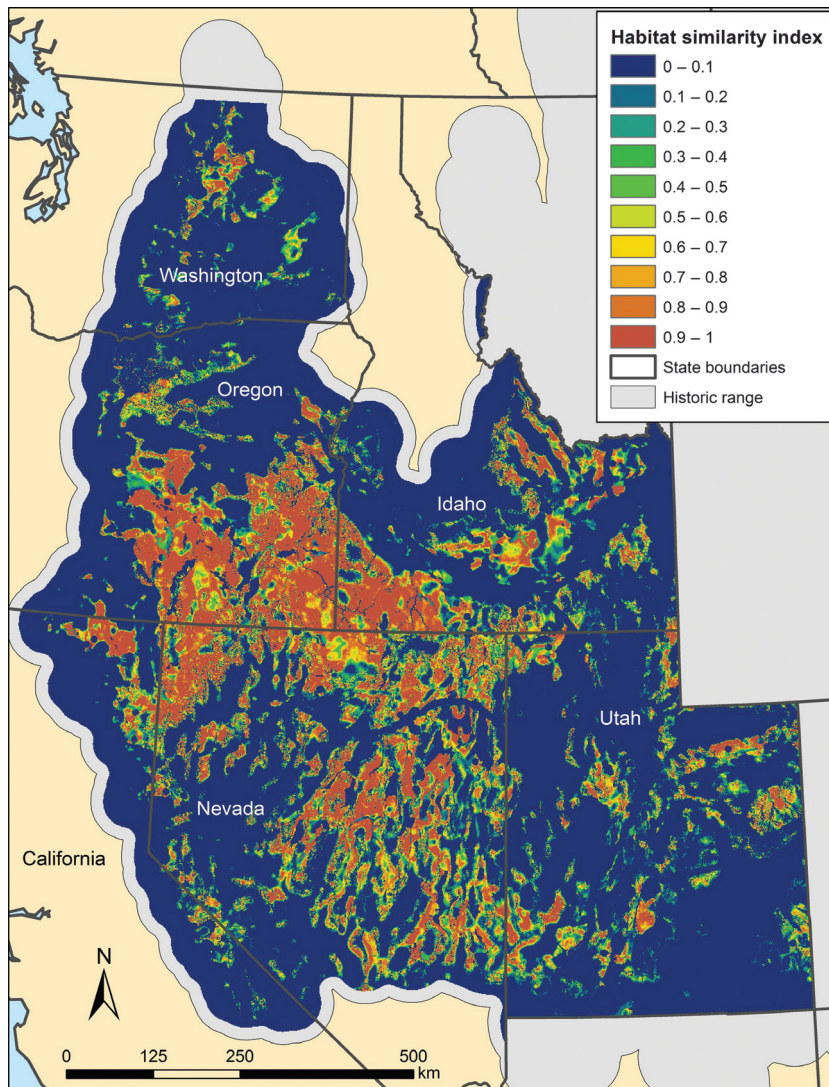 Habitat similarity index
0 – 0.1
0.1 – 0.2
0.2 – 0.3
0.3 – 0.4
0.4 – 0.5
0.5 – 0.6
0.6 – 0.7
0.7 – 0.8
0.8 – 0.9
0.9 – 1
State boundaries
Historic range
Washington
Oregon
Idaho
Utah
Nevada
California
N
0 125 250 500
km